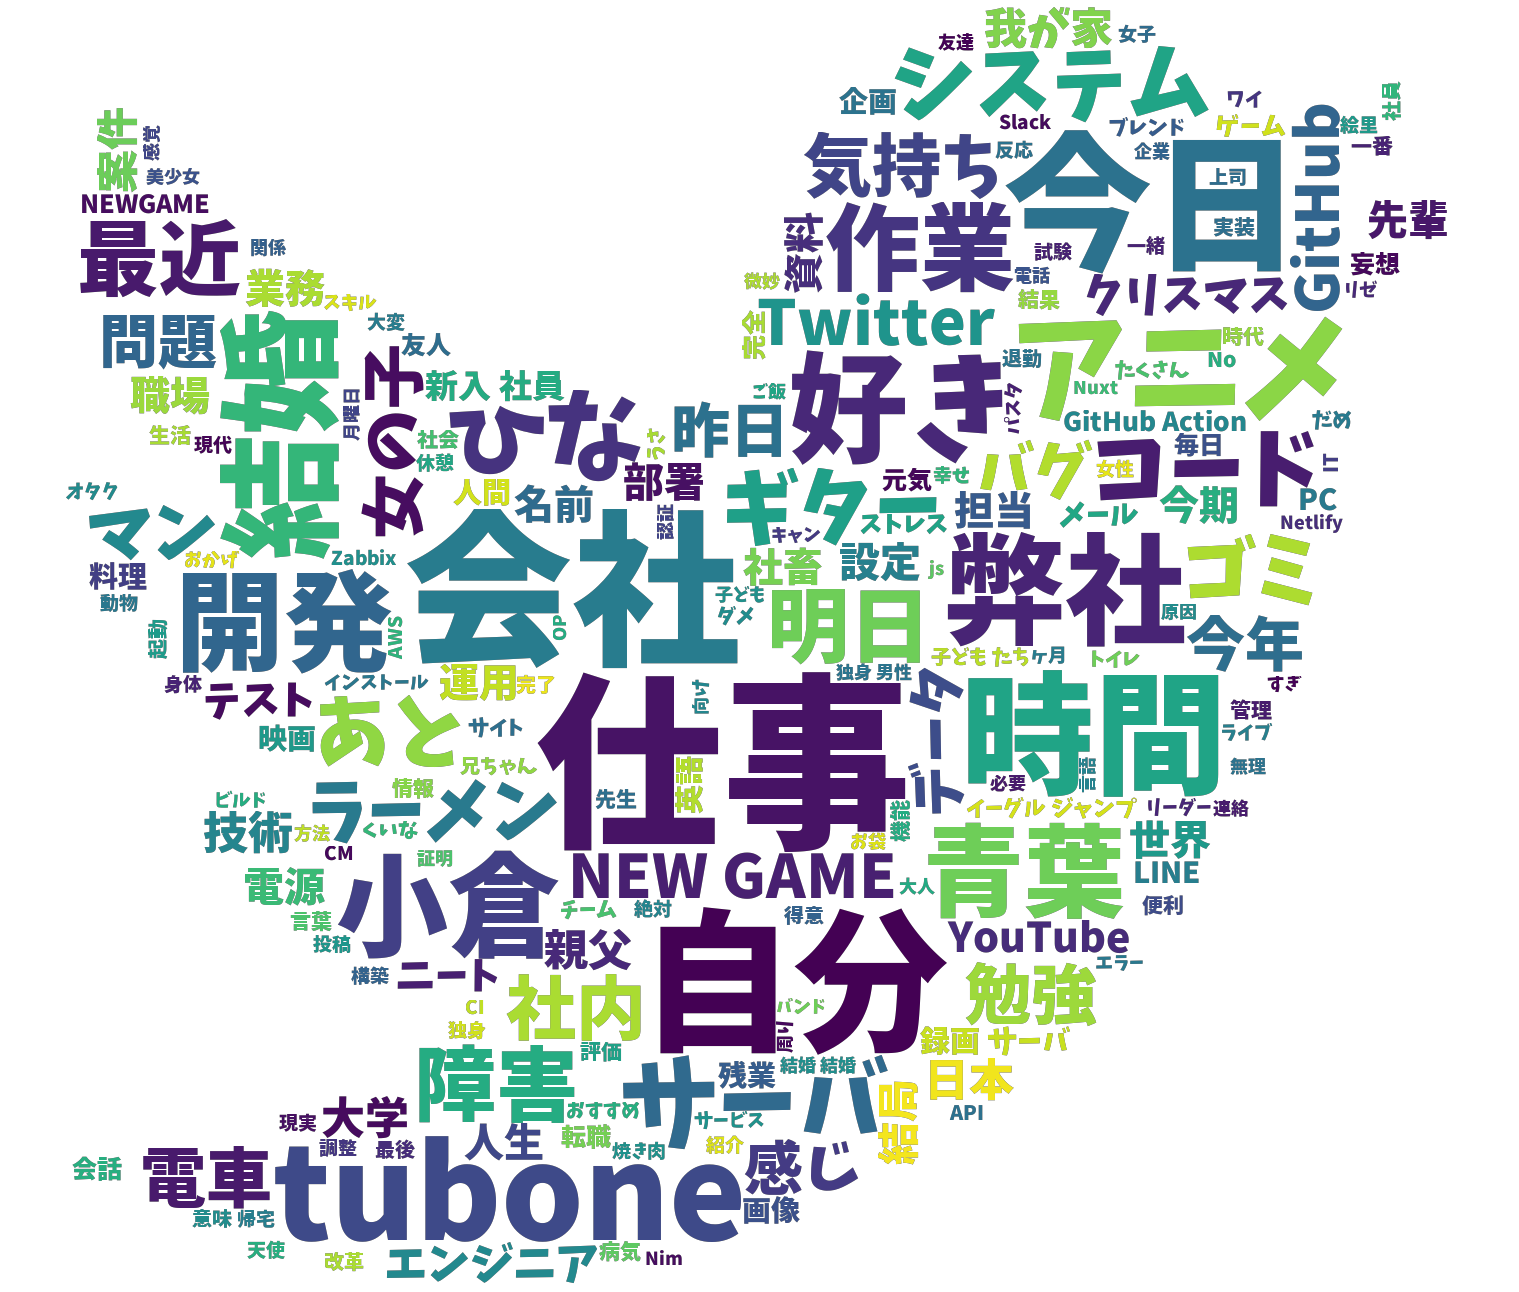 我が家
女子
友達
システム
企画
Slack
ワイ
社員
ブレンド
ゲーム
GitHub
絵里
一番
案件
感覚
美少女
NEWGAME
気持ち
反応
今日
企業
上司
実装
先輩
最近
関係
資料
作業
試験
一緒
妄想
業務
スキル
微妙
電話
結果
クリスマス
リゼ
問題
結婚
大変
友人
女の子
完全
Twitter
アニメ
時代
職場
月曜日
新入 社員
ご飯
好き
退勤
パスタ
Nuxt
たくさん
No
生活
現代
社会
休憩
ひな
うさ
昨日
GitHub Action
だめ
オタク
マン
人間
名前
部署
認証
ギター
元気
幸せ
バグ
女性
コード
毎日
IT
PC
おかげ
Zabbix
会社
キャン
ストレス
担当
メール
今期
Netlify
料理
動物
開発
社畜
設定
js
弊社
ゴミ
起動
AWS
OP
子ども
ダメ
明日
原因
今年
身体
テスト
インストール
運用
完了
独身 男性
子ども たち
ヶ月
トイレ
すぎ
映画
あと
サイト
仕事
向け
データ
時間
管理
ライブ
兄ちゃん
英語
必要
言語
無理
ビルド
技術
方法
ラーメン
情報
くいな
先生
お袋
機能
イーグル ジャンプ
リーダー
連絡
CM
証明
小倉
NEW GAME
大人
青葉
世界
LINE
電源
言葉
投稿
チーム
絶対
得意
便利
構築
ニート
親父
自分
YouTube
エラー
CI
独身
社内
バンド
周り
勉強
障害
評価
録画 サーバ
サーバ
残業
結婚 結婚
結局
日本
API
現実
大学
調整
最後
おすすめ
転職
焼き肉
サービス
紹介
会話
電車
tubone
人生
感じ
画像
意味
帰宅
天使
改革
エンジニア
病気
Nim